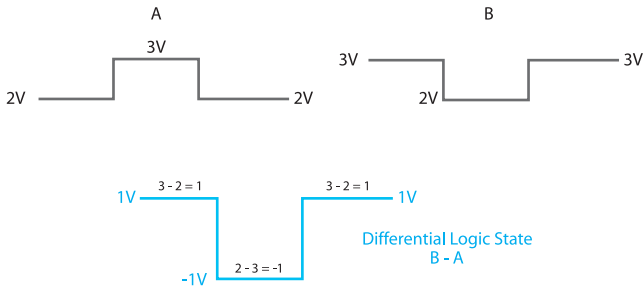 A
B
3V
2V
2V
3V
2V
3V
3 - 2 = 1
3 - 2 = 1
1V
1V
Differential Logic State
B - A
2 - 3 = -1
-1V